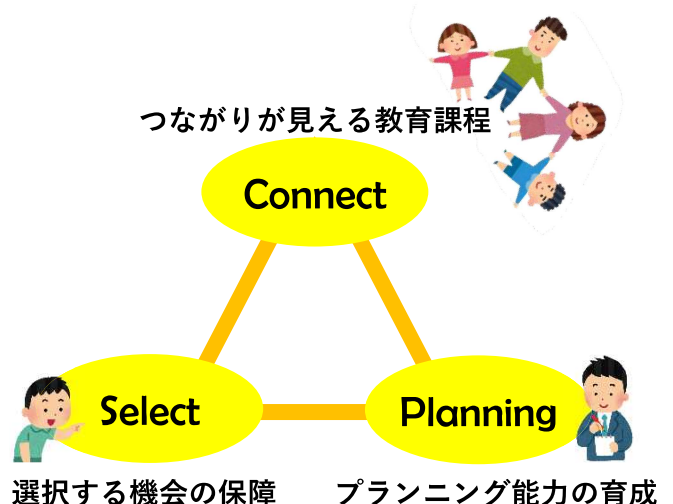 つながりが見える教育課程
Connect
Select
Planning
選択する機会の保障
プランニング能力の育成